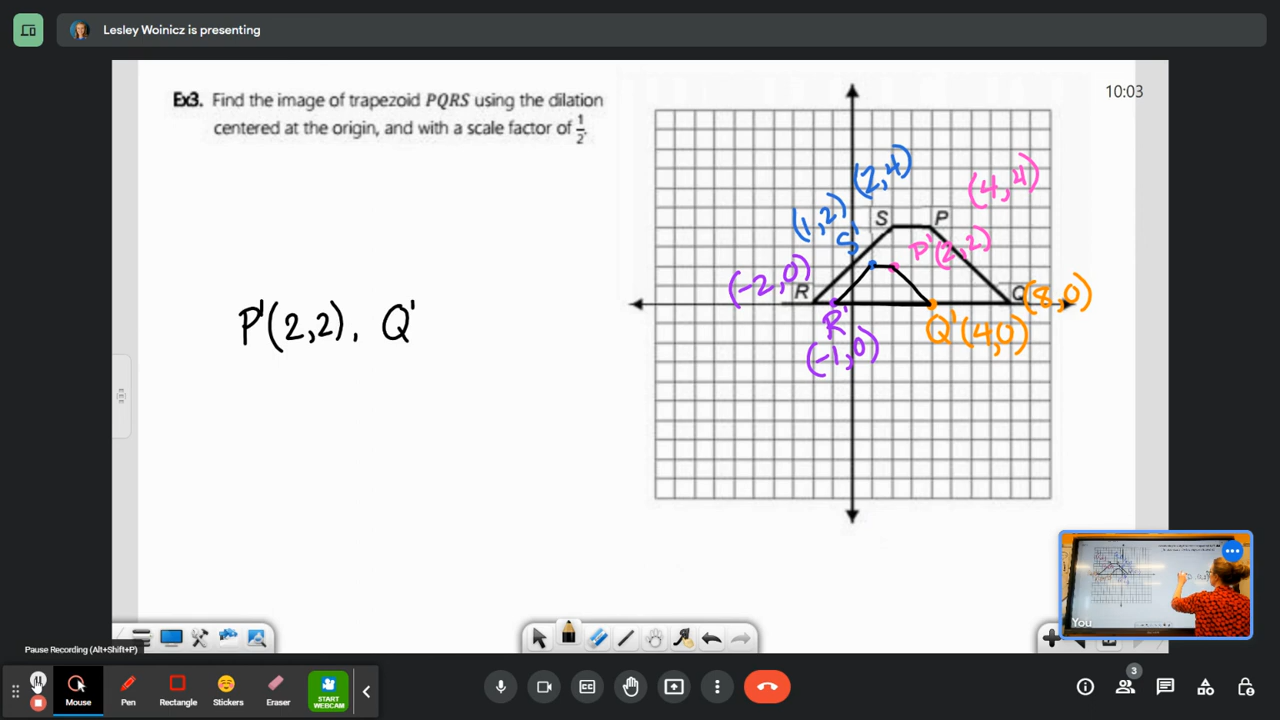 Lesley Woinicz is presenting
Ex3. Find the image of trapezoid PQRS using the dilation
centered at the origin, and with a scale factor of 1/2.
10:03
(2,4)
(4,4)
(1,2)
S P
S'
P'(2,2)
(-2,0)
R
Q (8,0)
R'
Q'(4,0)
(-1,0)
P'(2,2), Q'
You
Pause Recording (Alt+Shift+P)
Mouse
Pen
Rectangle
Stickers
Eraser
START
WEBCAM
3